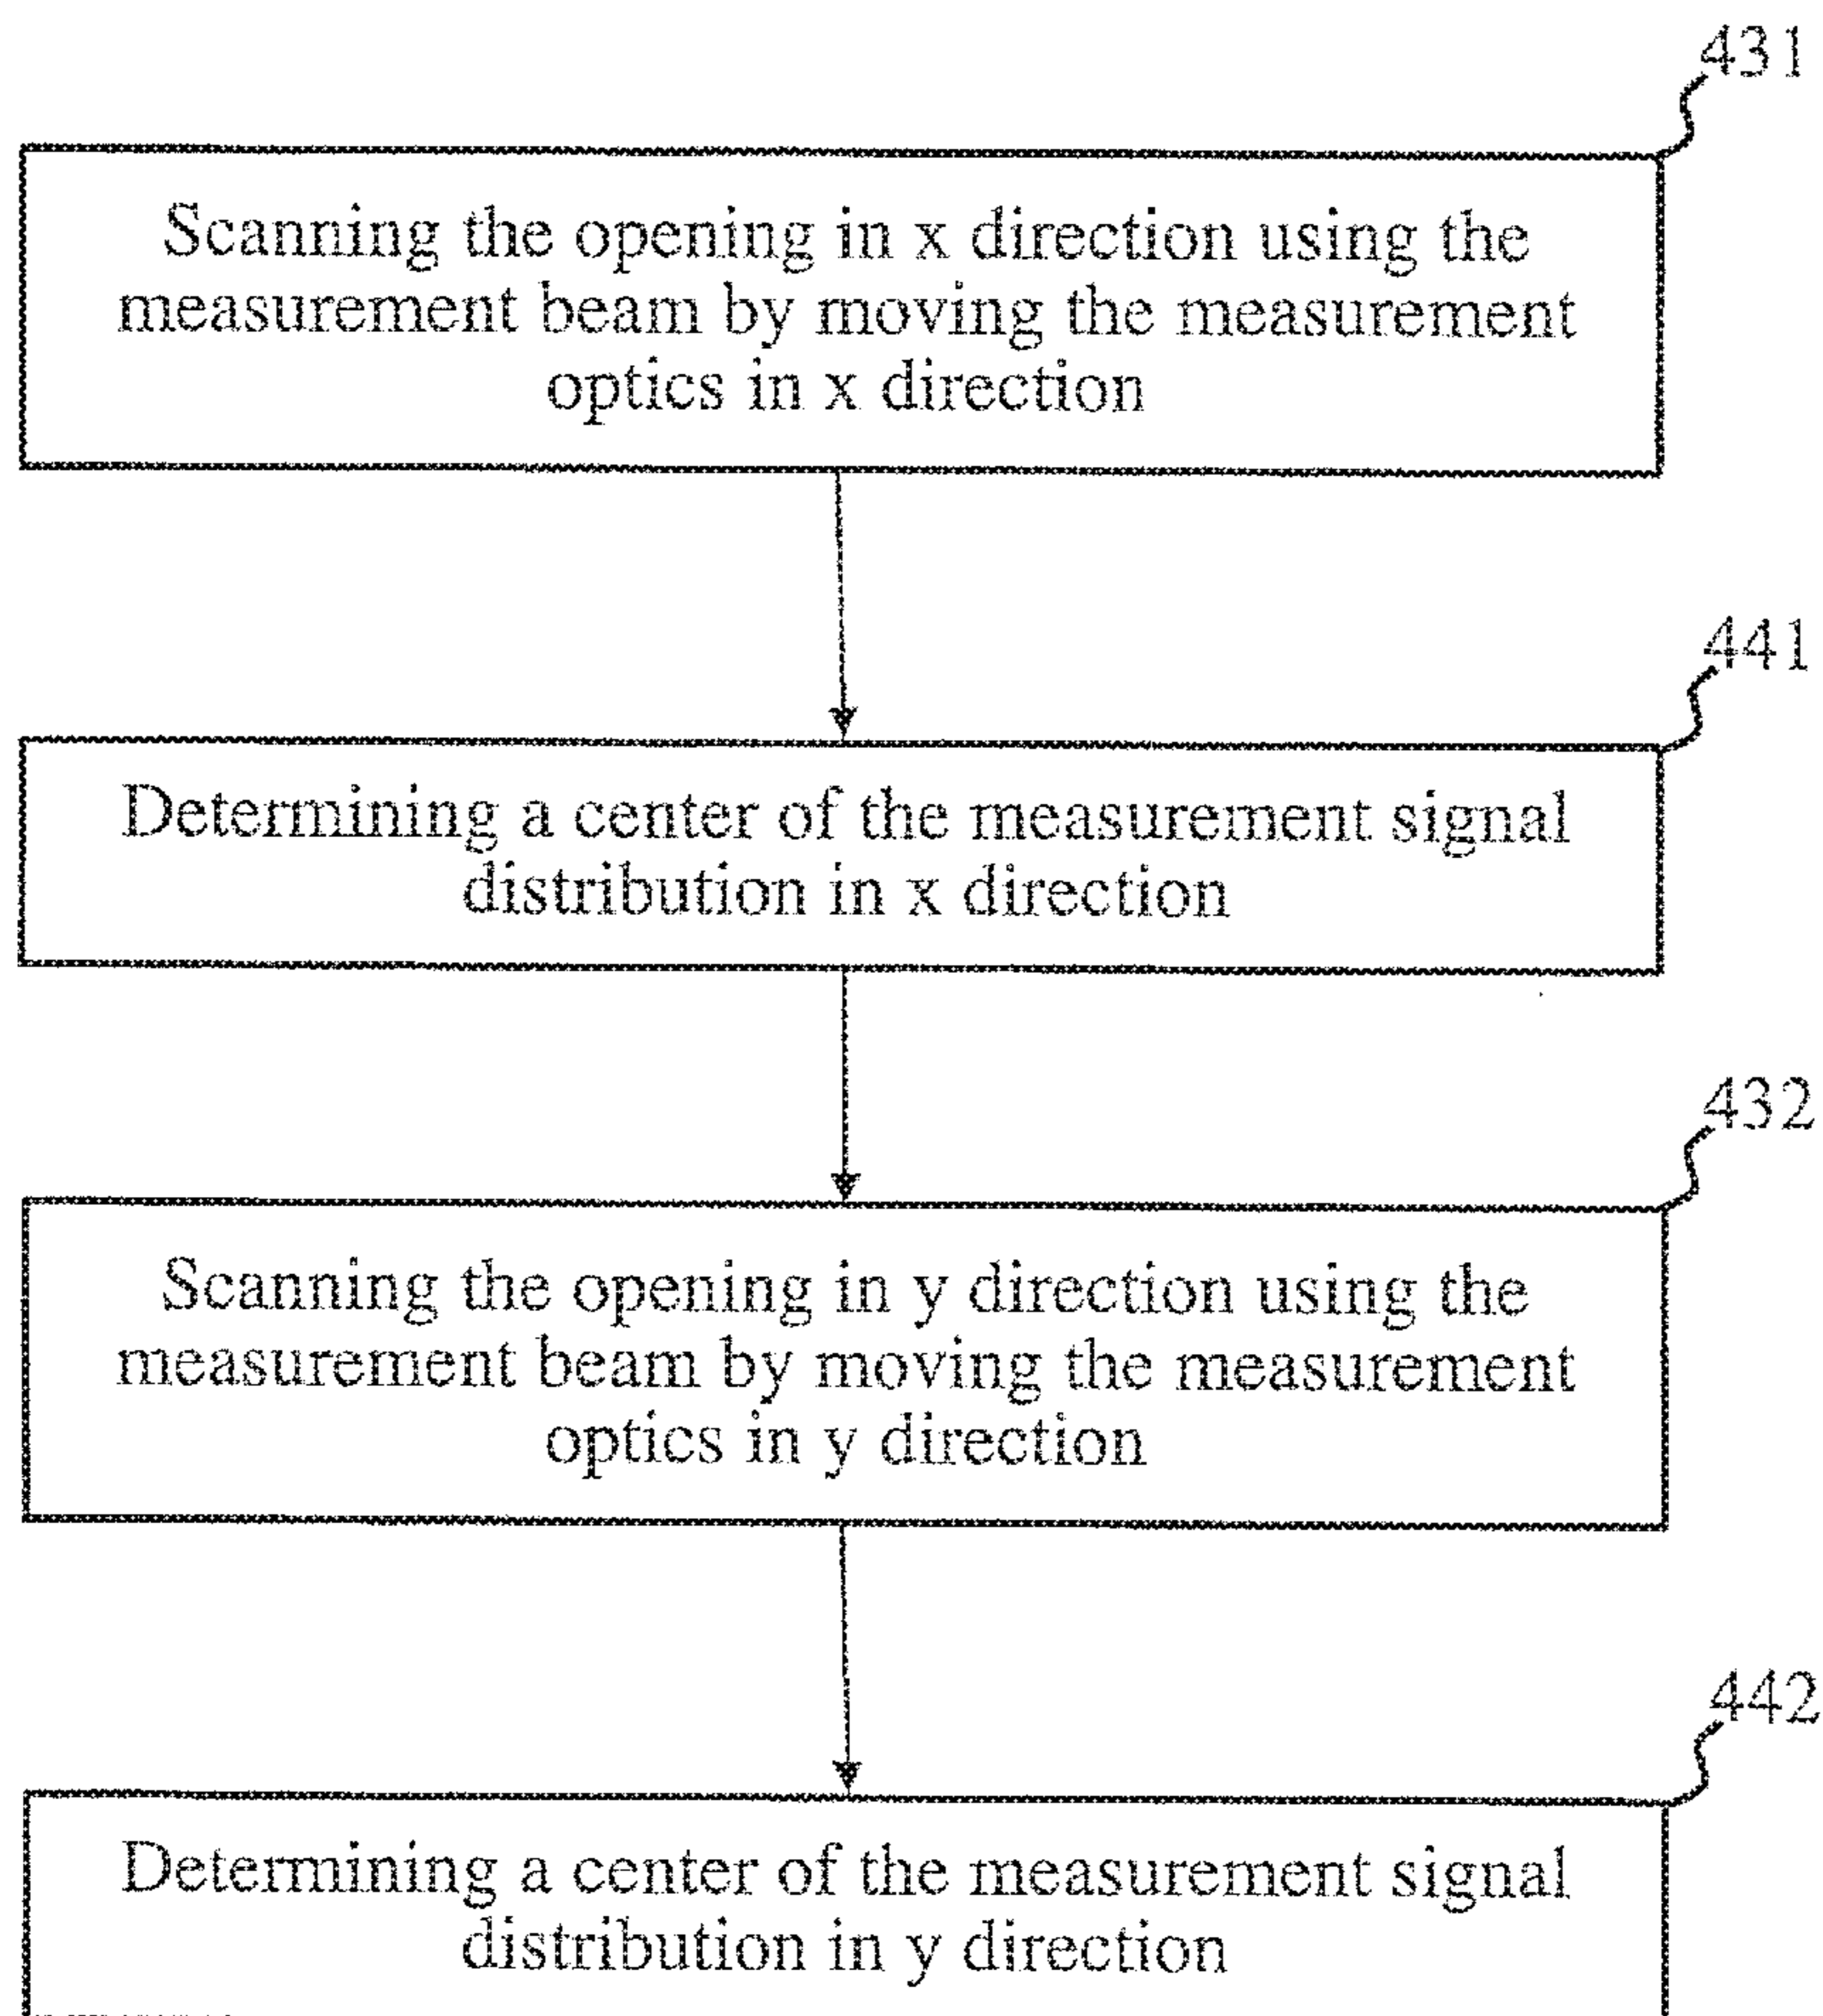 431
Scanning the opening in x direction using the
measurement beam by moving the measurement
optics in x direction
441
Determining a center of the measurement signal
distribution in x direction
432
Scanning the opening in y direction using the
measurement beam by moving the measurement
optics in y direction
442
Determining a center of the measurement signal
distribution in y direction